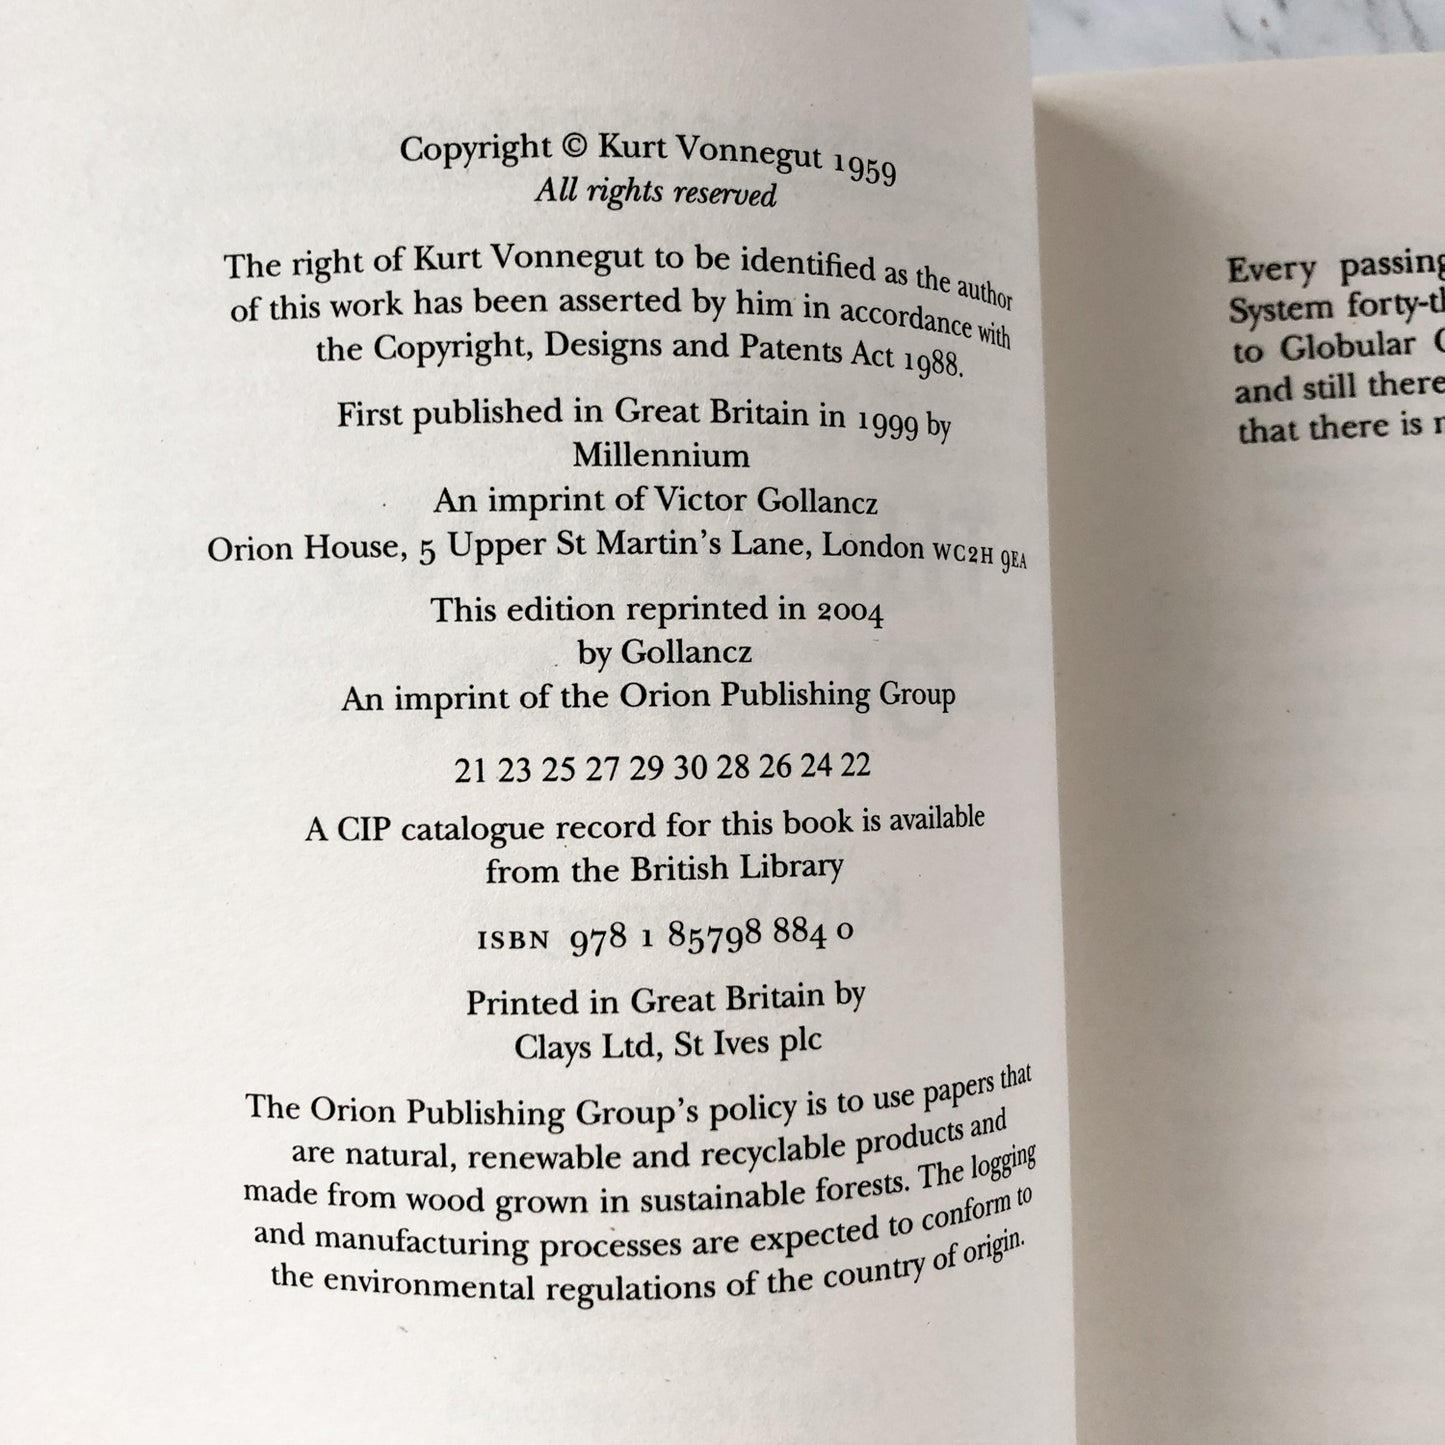 Copyright © Kurt Vonnegut 1959
All rights reserved
The right of Kurt Vonnegut to be identified as the author
of this work has been asserted by him in accordance with
the Copyright, Designs and Patents Act 1988.
First published in Great Britain in 1999 by
Millennium
An imprint of Victor Gollancz
Orion House, 5 Upper St Martin's Lane, London WC2H 9EA
This edition reprinted in 2004
by Gollancz
An imprint of the Orion Publishing Group
21 23 25 27 29 30 28 26 24 22
A CIP catalogue record for this book is available
from the British Library
ISBN 978 1 85798 884 0
Printed in Great Britain by
Clays Ltd, St Ives plc
The Orion Publishing Group's policy is to use papers that
are natural, renewable and recyclable products and
made from wood grown in sustainable forests. The logging
and manufacturing processes are expected to conform to
the environmental regulations of the country of origin.
Every passing
System
to Globular
and still there
that there is